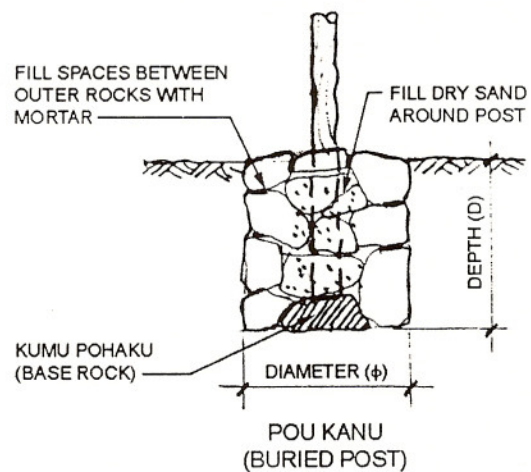 FILL SPACES BETWEEN
OUTER ROCKS WITH
MORTAR
FILL DRY SAND
AROUND POST
DEPTH (D)
KUMU POHAKU
(BASE ROCK)
DIAMETER (ϕ)
POU KANU
(BURIED POST)